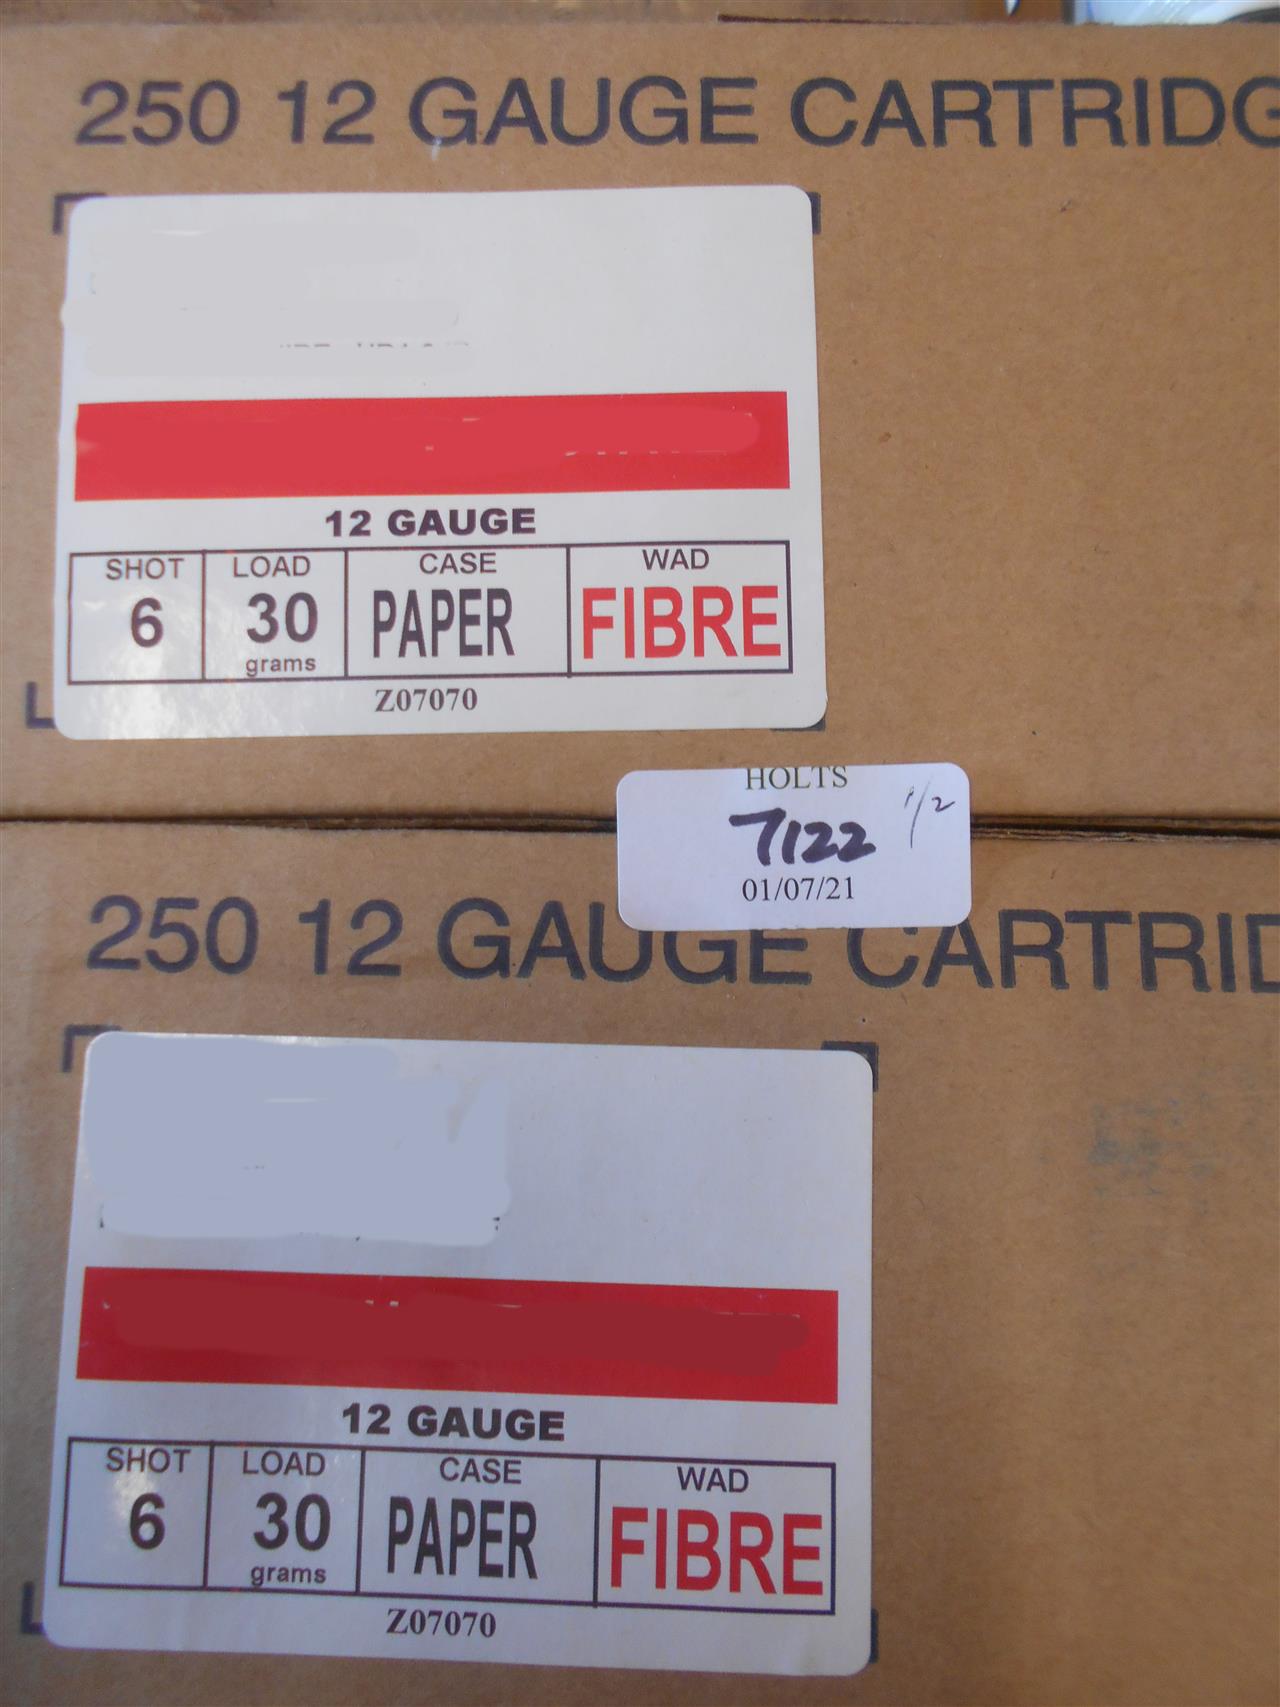 250 12 GAUGE CARTRIDG
12 GAUGE
SHOT LOAD CASE WAD
6 30 PAPER FIBRE
grams
Z07070
HOLTS
7122 1/2
01/07/21
250 12 GAUGE CARTRID
12 GAUGE
SHOT LOAD CASE WAD
6 30 PAPER FIBRE
grams
Z07070